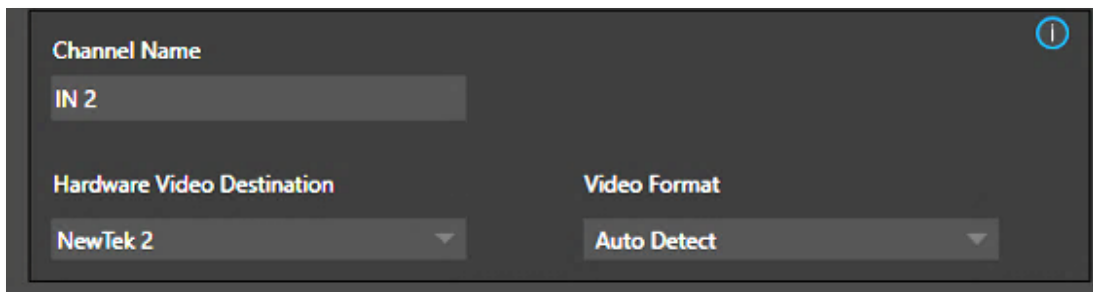 Channel Name
IN 2
Hardware Video Destination
Video Format
NewTek 2
Auto Detect